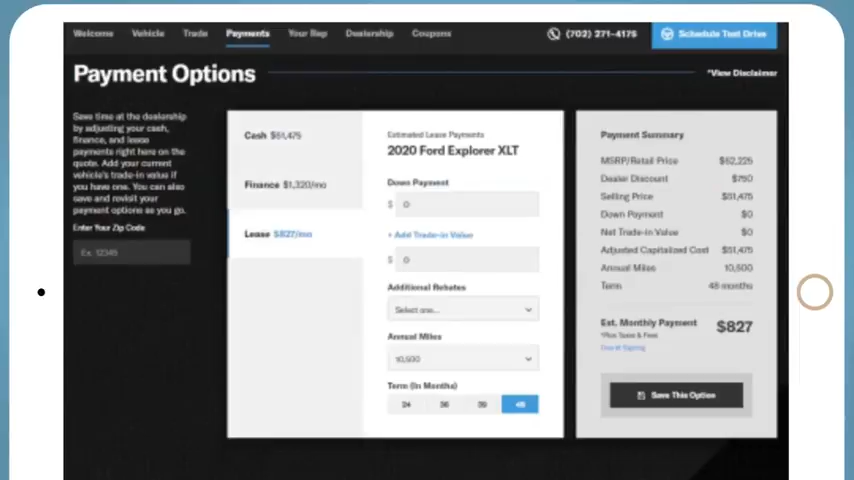 Welcome Vehicle Trade Payments Your Rep Dealership Coupons (702) 271-4175 Schedule Test Drive
Payment Options
*View Disclaimer
Save time at the dealership
by adjusting your cash,
finance, and lease
payments right here on the
quote. Add your current
vehicle's trade-in value if
you have one. You can also
save and revisit your
payment options as you go.
Enter Your Zip Code
Ex. 12345
Cash $51,475
Finance $1,320/mo
Lease $827/mo
Estimated Lease Payments
2020 Ford Explorer XLT
Down Payment
$ 0
+ Add Trade-in Value
$ 0
Additional Rebates
Select one...
Annual Miles
10,500
Term (In Months)
24 36 39 48
Payment Summary
MSRP/Retail Price $52,225
Dealer Discount $750
Selling Price $51,475
Down Payment $0
Net Trade-in Value $0
Adjusted Capitalized Cost $51,475
Annual Miles 10,500
Term 48 months
Est. Monthly Payment $827
*Plus Taxes & Fees
Save This Option